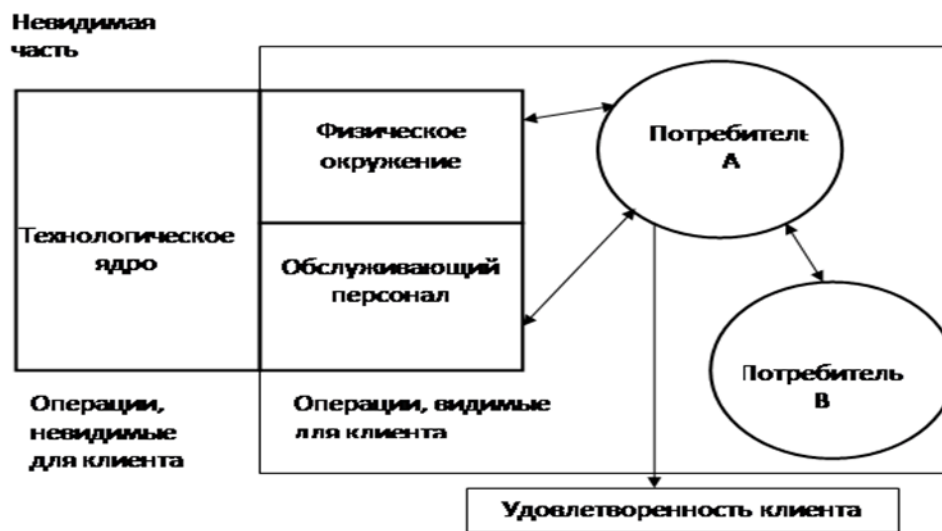 Невидимая
часть
Физическое
окружение
Потребитель
А
Технологическое
ядро
Обслуживающий
персонал
Потребитель
В
Операции,
невидимые
для клиента
Операции, видимые
для клиента
Удовлетворенность клиента